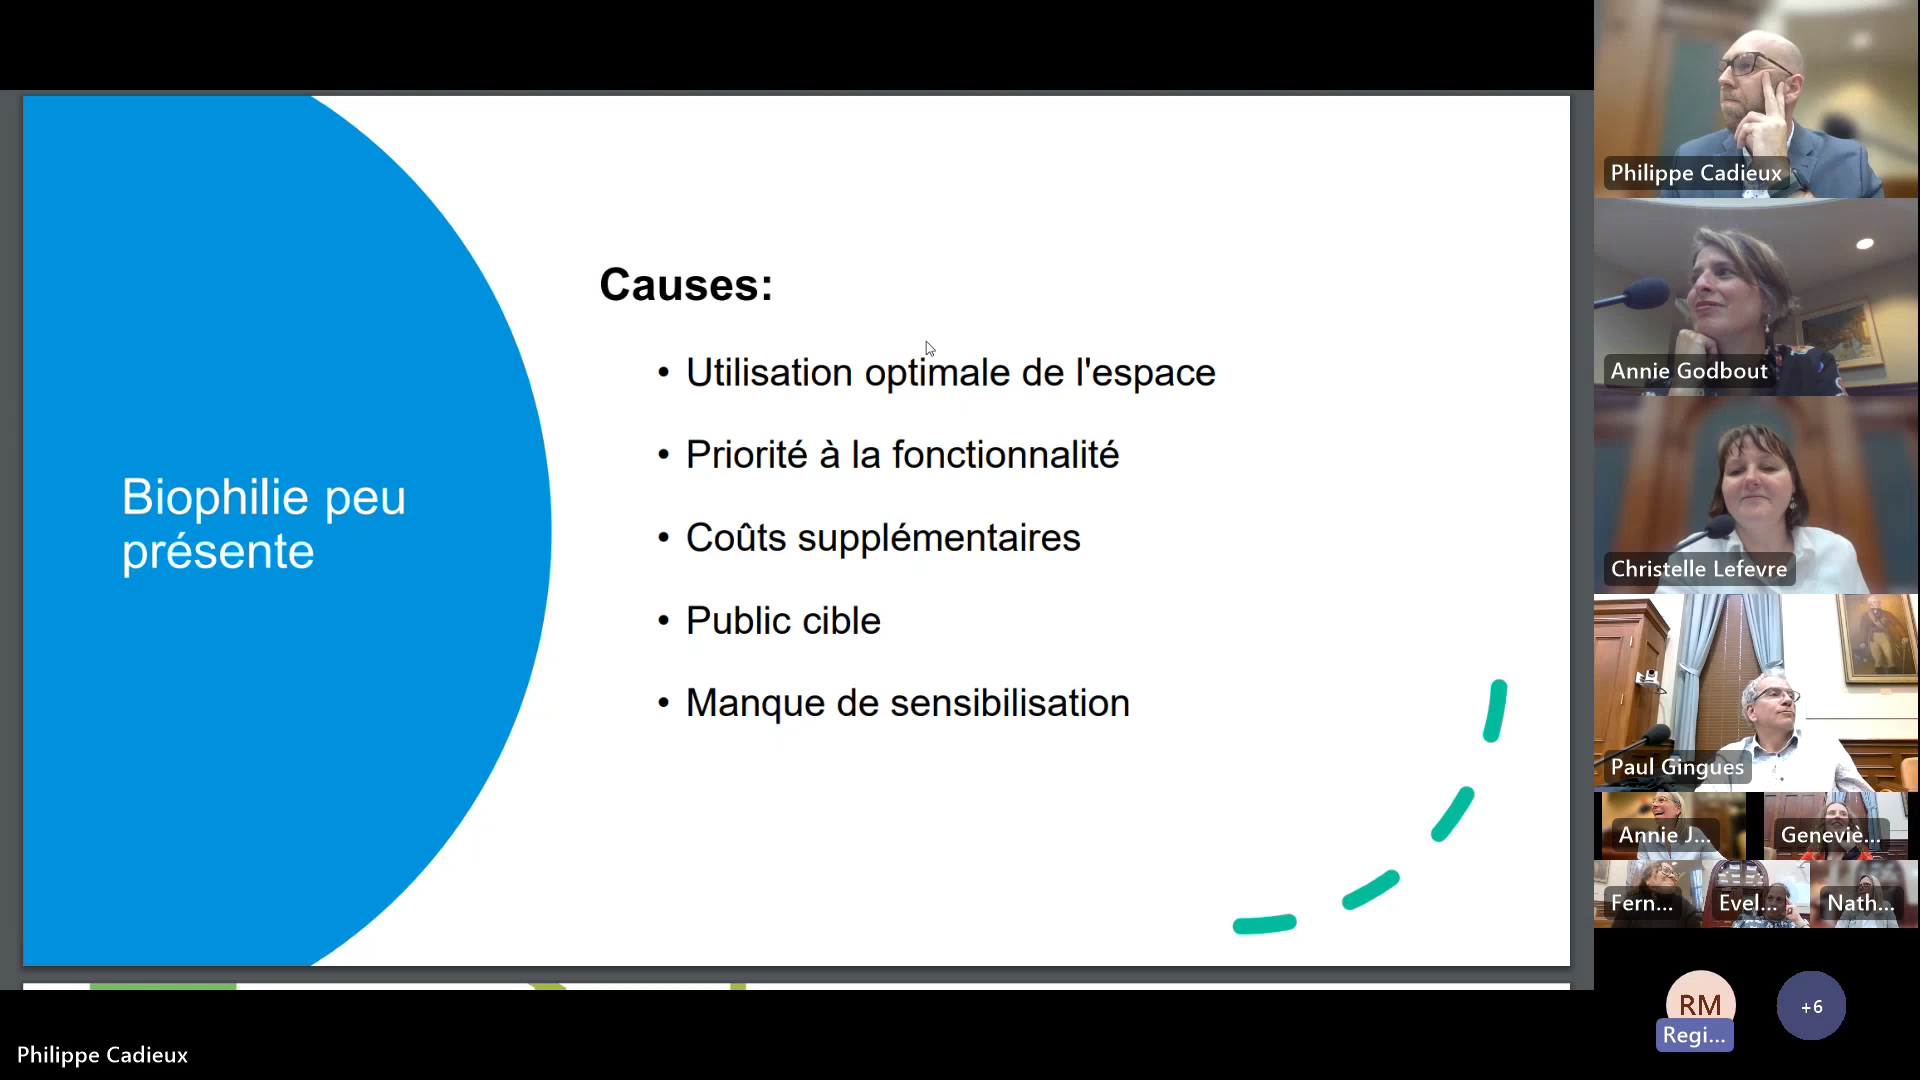 Biophilie peu
présente
Causes:
• Utilisation optimale de l'espace
• Priorité à la fonctionnalité
• Coûts supplémentaires
• Public cible
• Manque de sensibilisation
Philippe Cadieux
Annie Godbout
Christelle Lefevre
Paul Gingues
Annie J...
Geneviè...
Fern...
Evel...
Nath...
RM
Regi...
+6
Philippe Cadieux